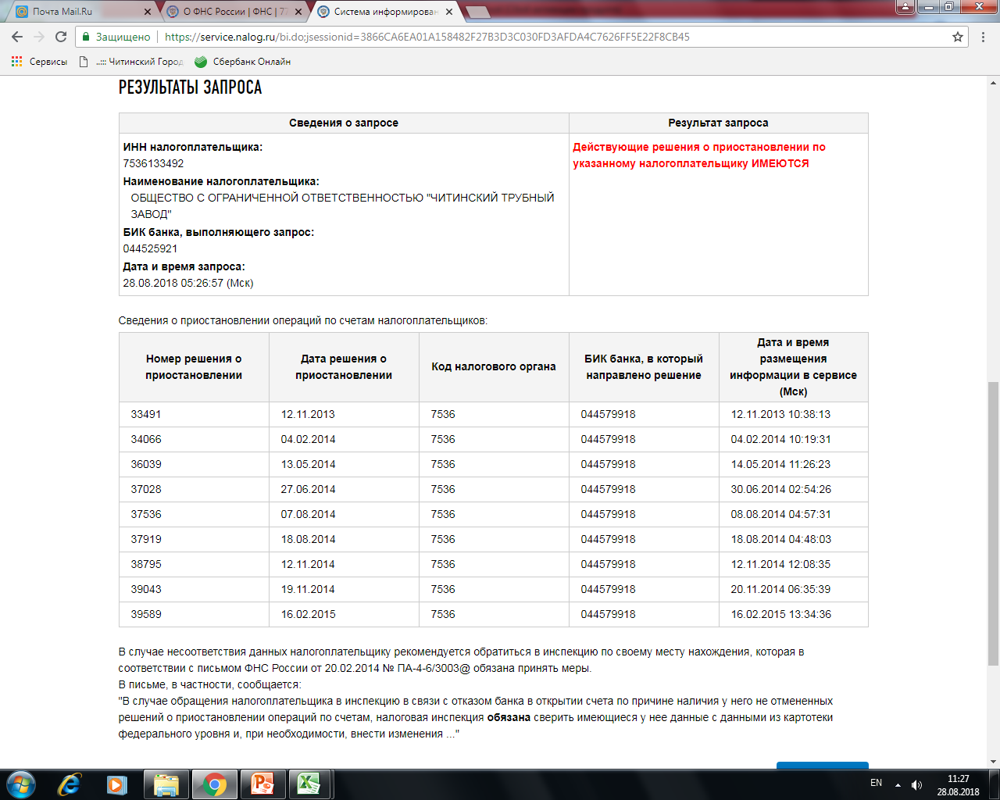 Почта Mail.Ru
О ФНС России | ФНС | 77
Система информирован
Защищено
https://service.nalog.ru/bi.do;jsessionid=3866CA6EA01A158482F27B3D3C030FD3AFDA4C7626FF5E22F8CB45
Сервисы
..::: Читинский Город
Сбербанк Онлайн
РЕЗУЛЬТАТЫ ЗАПРОСА
Сведения о запросе
Результат запроса
ИНН налогоплательщика:
7536133492
Наименование налогоплательщика:
ОБЩЕСТВО С ОГРАНИЧЕННОЙ ОТВЕТСТВЕННОСТЬЮ "ЧИТИНСКИЙ ТРУБНЫЙ
ЗАВОД"
БИК банка, выполняющего запрос:
044525921
Дата и время запроса:
28.08.2018 05:26:57 (Мск)
Действующие решения о приостановлении по
указанному налогоплательщику ИМЕЮТСЯ
Сведения о приостановлении операций по счетам налогоплательщиков:
Номер решения о
приостановлении
Дата решения о
приостановлении
Код налогового органа
БИК банка, в который
направлено решение
Дата и время
размещения
информации в сервисе
(Мск)
33491 12.11.2013 7536 044579918 12.11.2013 10:38:13
34066 04.02.2014 7536 044579918 04.02.2014 10:19:31
36039 13.05.2014 7536 044579918 14.05.2014 11:26:23
37028 27.06.2014 7536 044579918 30.06.2014 02:54:26
37536 07.08.2014 7536 044579918 08.08.2014 04:57:31
37919 18.08.2014 7536 044579918 18.08.2014 04:48:03
38795 12.11.2014 7536 044579918 12.11.2014 12:08:35
39043 19.11.2014 7536 044579918 20.11.2014 06:35:39
39589 16.02.2015 7536 044579918 16.02.2015 13:34:36
В случае несоответствия данных налогоплательщику рекомендуется обратиться в инспекцию по своему месту нахождения, которая в
соответствии с письмом ФНС России от 20.02.2014 № ПА-4-6/3003@ обязана принять меры.
В письме, в частности, сообщается:
"В случае обращения налогоплательщика в инспекцию в связи с отказом банка в открытии счета по причине наличия у него не отмененных
решений о приостановлении операций по счетам, налоговая инспекция обязана сверить имеющиеся у нее данные с данными из картотеки
федерального уровня и, при необходимости, внести изменения ..."
EN
11:27
28.08.2018